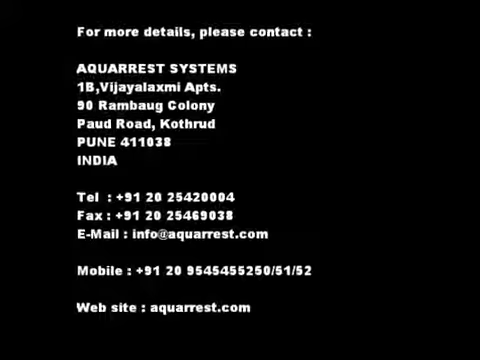 For more details, please contact :
AQUARREST SYSTEMS
1B,Vijayalaxmi Apts.
90 Rambaug Colony
Paud Road, Kothrud
PUNE 411038
INDIA
Tel : +91 20 25420004
Fax : +91 20 25469038
E-Mail : info@aquarrest.com
Mobile : +91 20 9545455250/51/52
Web site : aquarrest.com